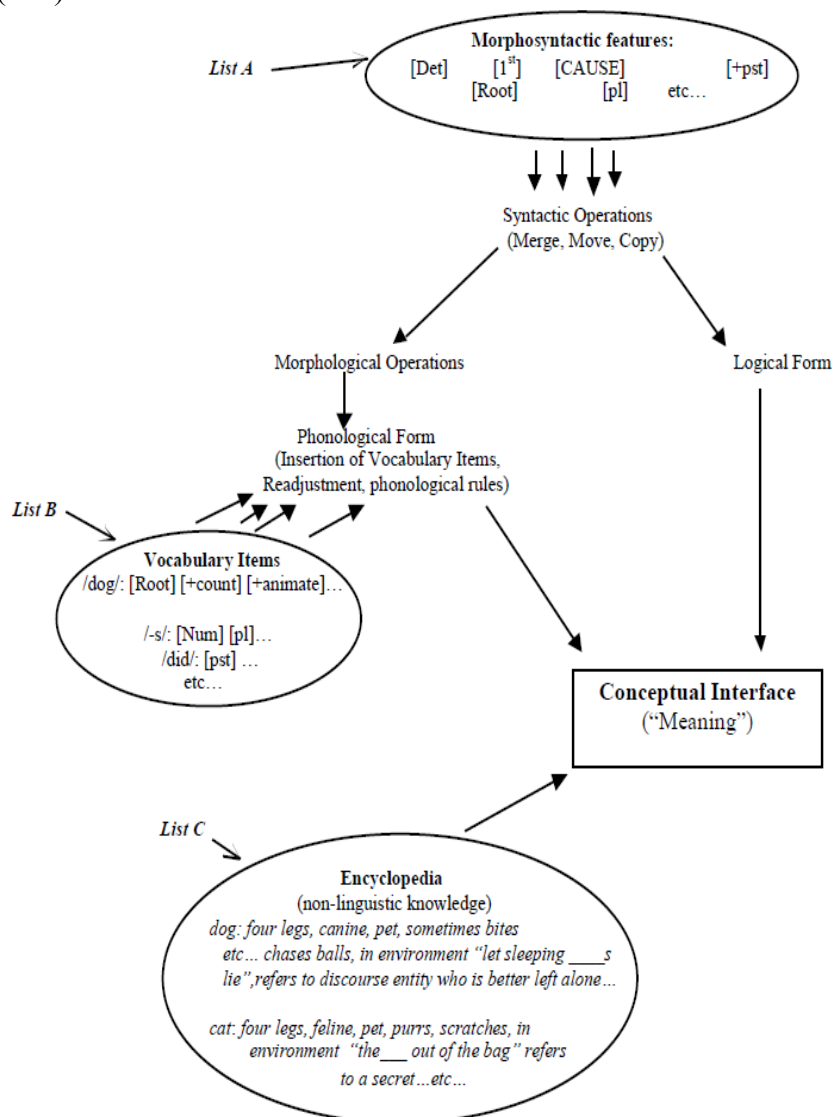 Morphosyntactic features:
List A
[Det] [1st] [CAUSE] [+pst]
[Root] [pl] etc…
Syntactic Operations
(Merge, Move, Copy)
Morphological Operations
Logical Form
Phonological Form
(Insertion of Vocabulary Items,
Readjustment, phonological rules)
List B
Vocabulary Items
/dog/: [Root] [+count] [+animate]…
/-s/: [Num] [pl]…
/did/: [pst] …
etc…
Conceptual Interface
(“Meaning”)
List C
Encyclopedia
(non-linguistic knowledge)
dog: four legs, canine, pet, sometimes bites
etc… chases balls, in environment “let sleeping ____s
lie”,refers to discourse entity who is better left alone…
cat: four legs, feline, pet, purrs, scratches, in
environment “the___ out of the bag” refers
to a secret…etc…